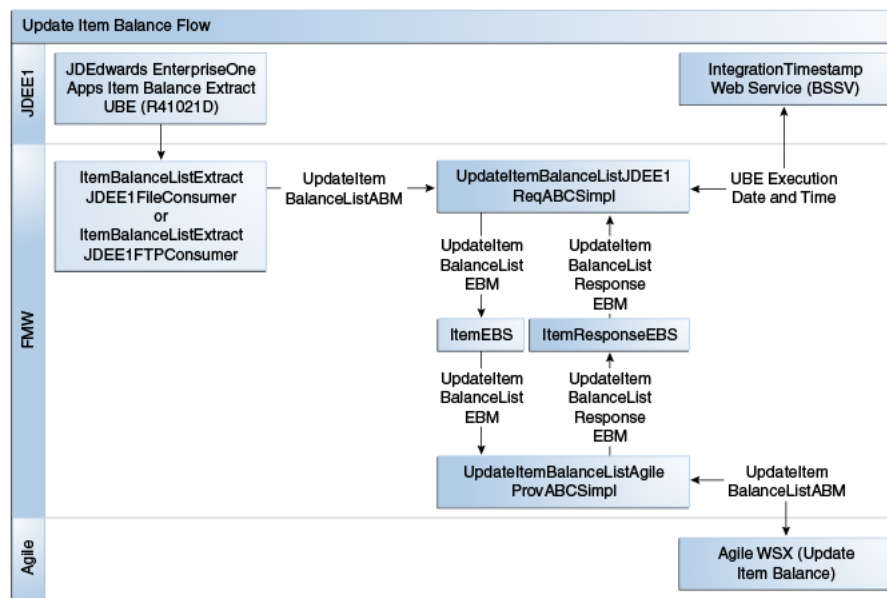 Update Item Balance Flow
JDEE1
JDEdwards EnterpriseOne
Apps Item Balance Extract
UBE (R41021D)
IntegrationTimestamp
Web Service (BSSV)
FMW
ItemBalanceListExtract
JDEE1FileConsumer
or
ItemBalanceListExtract
JDEE1FTPConsumer
UpdateItem
BalanceListABM
UpdateItemBalanceListJDEE1
ReqABCSimpl
UBE Execution
Date and Time
UpdateItem
BalanceList
EBM
UpdateItem
BalanceList
Response
EBM
ItemEBS
ItemResponseEBS
UpdateItem
BalanceList
EBM
UpdateItem
BalanceList
Response
EBM
UpdateItemBalanceListAgile
ProvABCSimpl
UpdateItem
BalanceListABM
Agile
Agile WSX (Update
Item Balance)